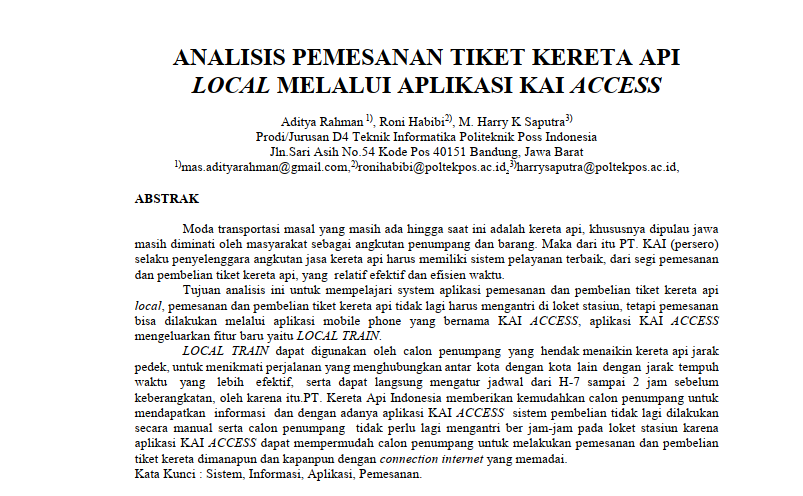 ANALISIS PEMESANAN TIKET KERETA API
LOCAL MELALUI APLIKASI KAI ACCESS
Aditya Rahman 1), Roni Habibi2), M. Harry K Saputra3)
Prodi/Jurusan D4 Teknik Informatika Politeknik Poss Indonesia
Jln.Sari Asih No.54 Kode Pos 40151 Bandung, Jawa Barat
1)mas.adityarahman@gmail.com,2)ronihabibi@poltekpos.ac.id,3)harrysaputra@poltekpos.ac.id,
ABSTRAK
Moda transportasi masal yang masih ada hingga saat ini adalah kereta api, khususnya dipulau jawa
masih diminati oleh masyarakat sebagai angkutan penumpang dan barang. Maka dari itu PT. KAI (persero)
selaku penyelenggara angkutan jasa kereta api harus memiliki sistem pelayanan terbaik, dari segi pemesanan
dan pembelian tiket kereta api, yang relatif efektif dan efisien waktu.
Tujuan analisis ini untuk mempelajari system aplikasi pemesanan dan pembelian tiket kereta api
local, pemesanan dan pembelian tiket kereta api tidak lagi harus mengantri di loket stasiun, tetapi pemesanan
bisa dilakukan melalui aplikasi mobile phone yang bernama KAI ACCESS, aplikasi KAI ACCESS
mengeluarkan fitur baru yaitu LOCAL TRAIN.
LOCAL TRAIN dapat digunakan oleh calon penumpang yang hendak menaikin kereta api jarak
pedek, untuk menikmati perjalanan yang menghubungkan antar kota dengan kota lain dengan jarak tempuh
waktu yang lebih efektif, serta dapat langsung mengatur jadwal dari H-7 sampai 2 jam sebelum
keberangkatan, oleh karena itu.PT. Kereta Api Indonesia memberikan kemudahkan calon penumpang untuk
mendapatkan informasi dan dengan adanya aplikasi KAI ACCESS sistem pembelian tidak lagi dilakukan
secara manual serta calon penumpang tidak perlu lagi mengantri ber jam-jam pada loket stasiun karena
aplikasi KAI ACCESS dapat mempermudah calon penumpang untuk melakukan pemesanan dan pembelian
tiket kereta dimanapun dan kapanpun dengan connection internet yang memadai.
Kata Kunci : Sistem, Informasi, Aplikasi, Pemesanan.